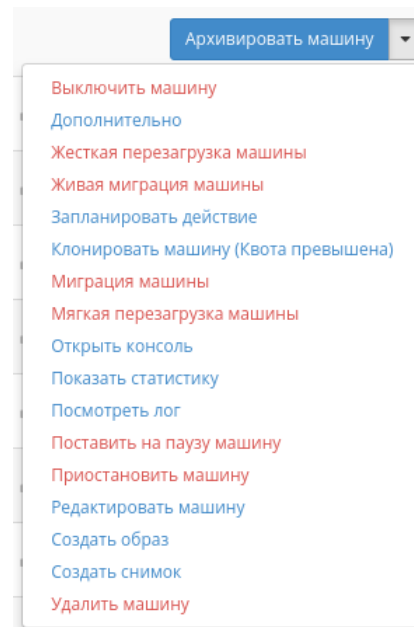 Архивировать машину
Выключить машину
Дополнительно
Жесткая перезагрузка машины
Живая миграция машины
Запланировать действие
Клонировать машину (Квота превышена)
Миграция машины
Мягкая перезагрузка машины
Открыть консоль
Показать статистику
Посмотреть лог
Поставить на паузу машину
Приостановить машину
Редактировать машину
Создать образ
Создать снимок
Удалить машину